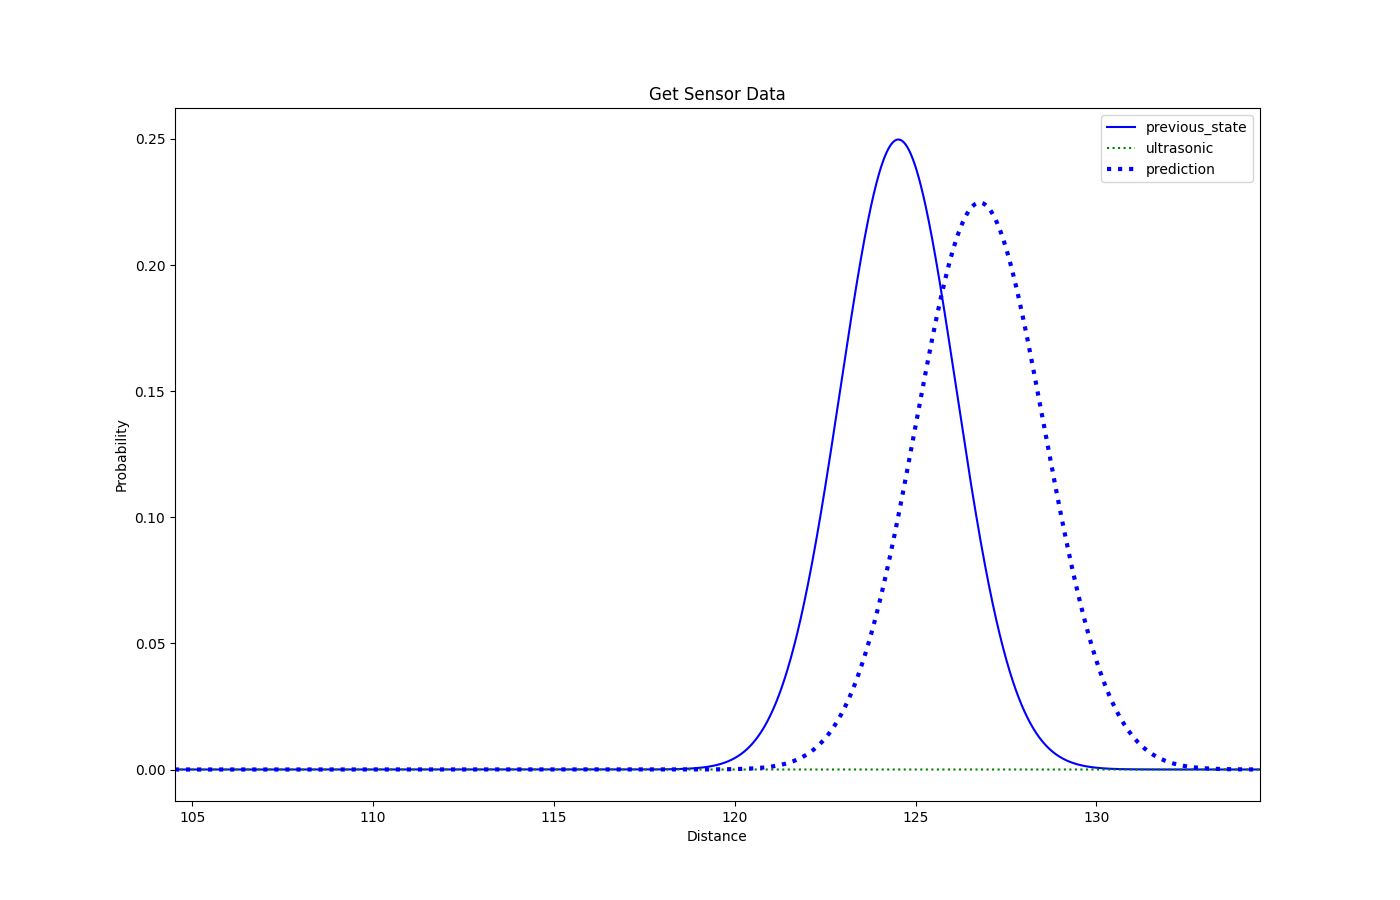 Get Sensor Data
previous_state
ultrasonic
prediction
0.25
0.20
0.15
0.10
0.05
0.00
Probability
105 110 115 120 125 130
Distance